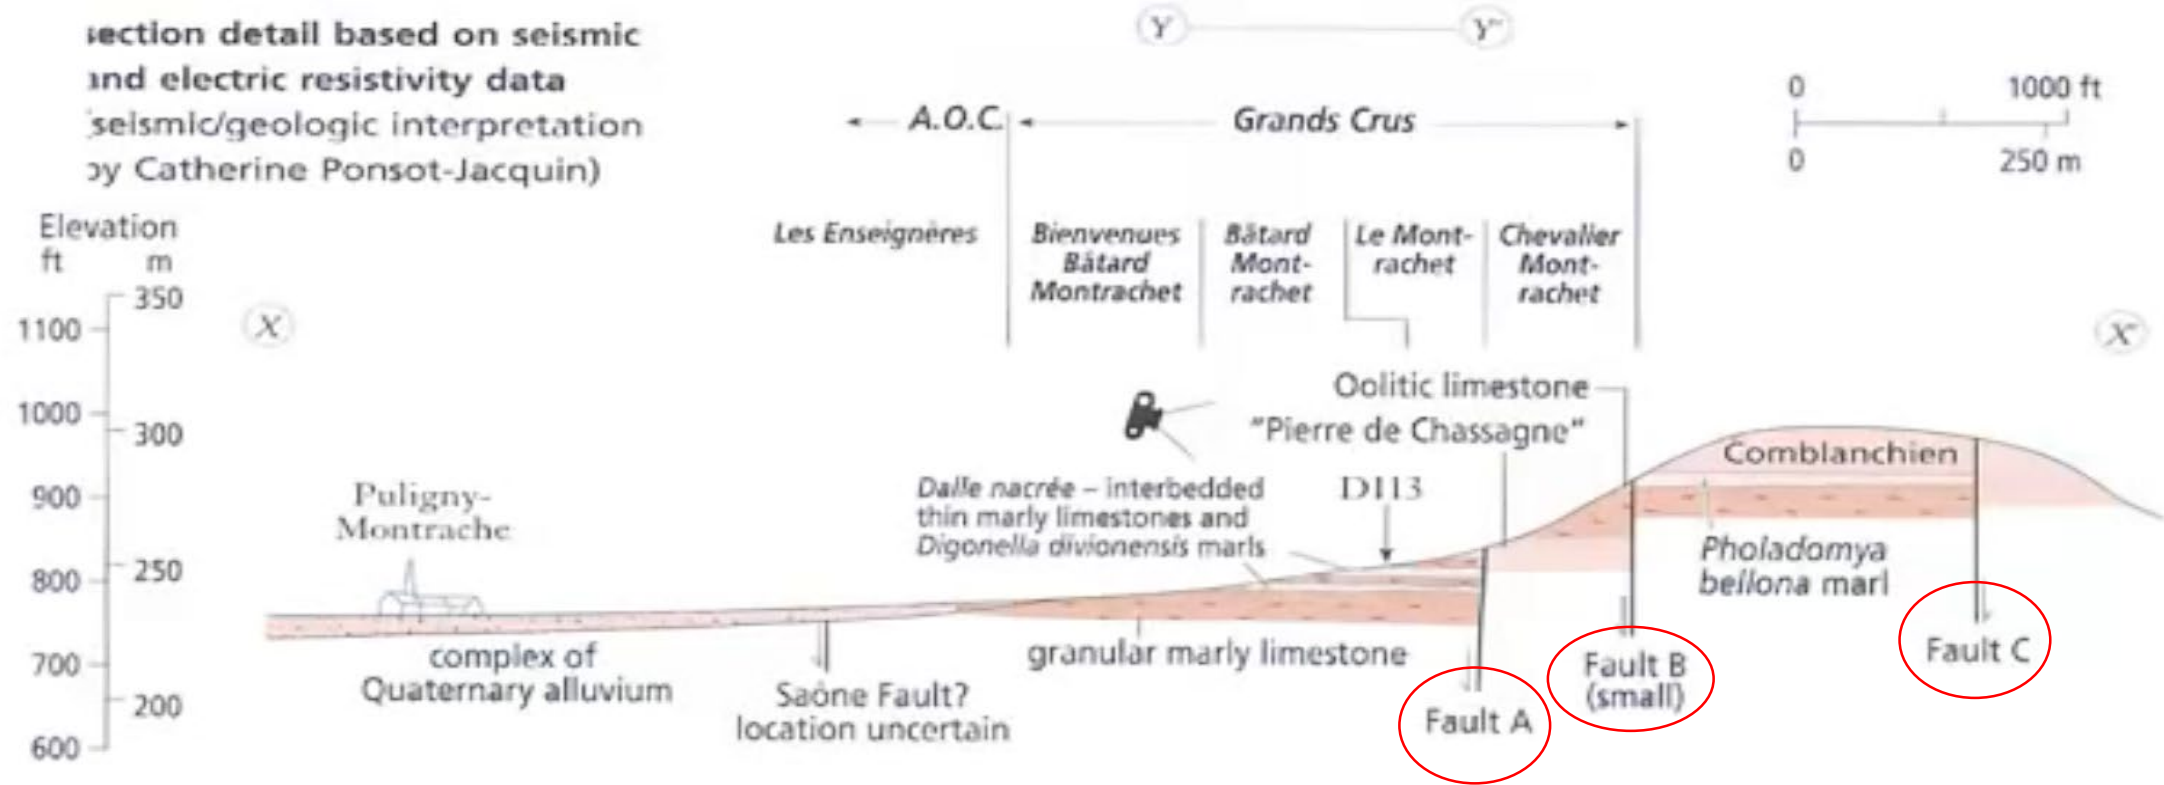 section detail based on seismic
and electric resistivity data
seismic/geologic interpretation
by Catherine Ponsot-Jacquin)
Y Y'
0 1000 ft
0 250 m
A.O.C. Grands Crus
Elevation
ft m
Les Enseignères
Bienvenues
Bâtard
Montrachet
Bâtard
Mont-
rachet
Le Mont-
rachet
Chevalier
Mont-
rachet
350
1100
1000
300
900
800
250
700
200
600
X
X'
Oolitic limestone
"Pierre de Chassagne"
Dalle nacrée – interbedded
thin marly limestones and
Digonella divionensis marls
D113
Comblanchien
Pholadomya
bellona marl
Puligny-
Montrache
complex of
Quaternary alluvium
Saône Fault?
location uncertain
granular marly limestone
Fault A
Fault B
(small)
Fault C